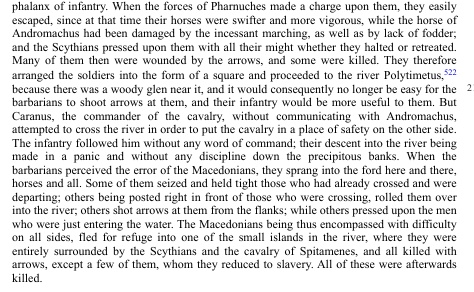 phalanx of infantry. When the forces of Pharnuches made a charge upon them, they easily
escaped, since at that time their horses were swifter and more vigorous, while the horse of
Andromachus had been damaged by the incessant marching, as well as by lack of fodder;
and the Scythians pressed upon them with all their might whether they halted or retreated.
Many of them then were wounded by the arrows, and some were killed. They therefore
arranged the soldiers into the form of a square and proceeded to the river Polytimetus,522
because there was a woody glen near it, and it would consequently no longer be easy for the 2
barbarians to shoot arrows at them, and their infantry would be more useful to them. But
Caranus, the commander of the cavalry, without communicating with Andromachus,
attempted to cross the river in order to put the cavalry in a place of safety on the other side.
The infantry followed him without any word of command; their descent into the river being
made in a panic and without any discipline down the precipitous banks. When the
barbarians perceived the error of the Macedonians, they sprang into the ford here and there,
horses and all. Some of them seized and held tight those who had already crossed and were
departing; others being posted right in front of those who were crossing, rolled them over
into the river; others shot arrows at them from the flanks; while others pressed upon the men
who were just entering the water. The Macedonians being thus encompassed with difficulty
on all sides, fled for refuge into one of the small islands in the river, where they were
entirely surrounded by the Scythians and the cavalry of Spitamenes, and all killed with
arrows, except a few of them, whom they reduced to slavery. All of these were afterwards
killed.